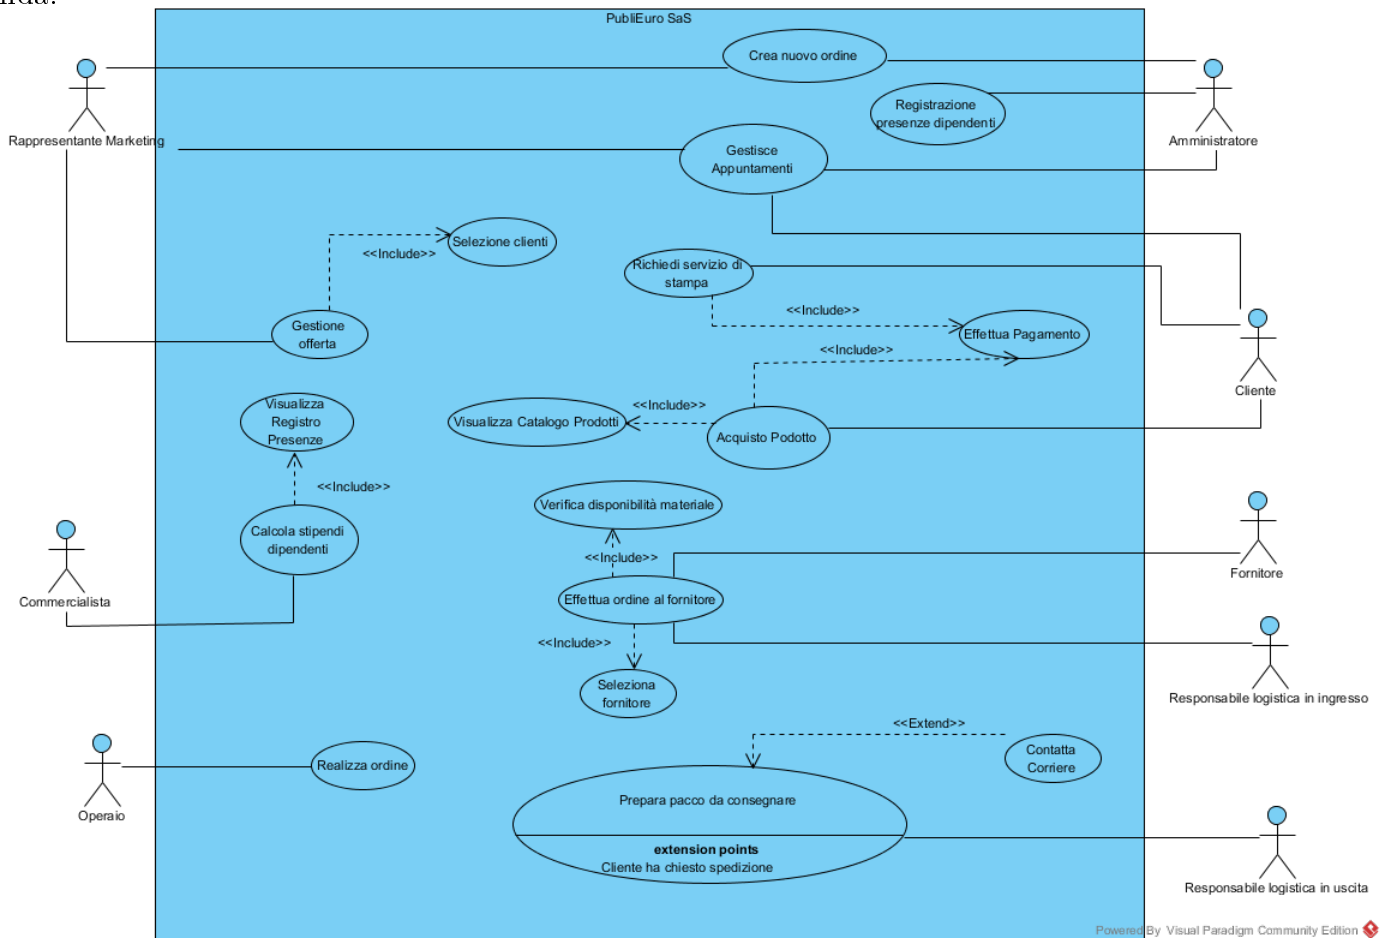 nda.
PubliEuro SaS
Crea nuovo ordine
Registrazione
presenze dipendenti
Rappresentante Marketing
Amministratore
Gestisce
Appuntamenti
Selezione clienti
<<Include>>
Richiedi servizio di
stampa
<<Include>>
Gestione
offerta
Effettua Pagamento
<<Include>>
Cliente
Visualizza
Registro
Presenze
<<Include>>
Visualizza Catalogo Prodotti
Acquisto Podotto
<<Include>>
Verifica disponibilità materiale
Calcola stipendi
dipendenti
<<Include>>
Fornitore
Commercialista
Effettua ordine al fornitore
<<Include>>
Seleziona
fornitore
Responsabile logistica in ingresso
<<Extend>>
Contatta
Corriere
Realizza ordine
Operaio
Prepara pacco da consegnare
extension points
Cliente ha chiesto spedizione
Responsabile logistica in uscita
Powered By Visual Paradigm Community Edition